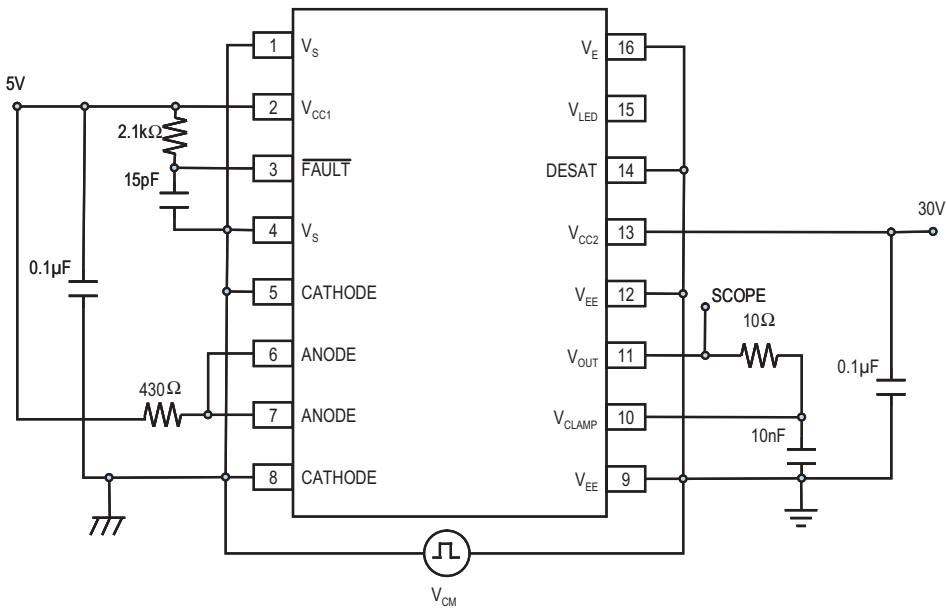 1 V_S
V_E 16
5V
2 V_CC1
V_LED 15
2.1kΩ
3 FAULT
DESAT 14
15pF
4 V_S
V_CC2 13
30V
0.1µF
5 CATHODE
V_EE 12
SCOPE
10Ω
6 ANODE
V_OUT 11
0.1µF
430Ω
7 ANODE
V_CLAMP 10
10nF
8 CATHODE
V_EE 9
V_CM